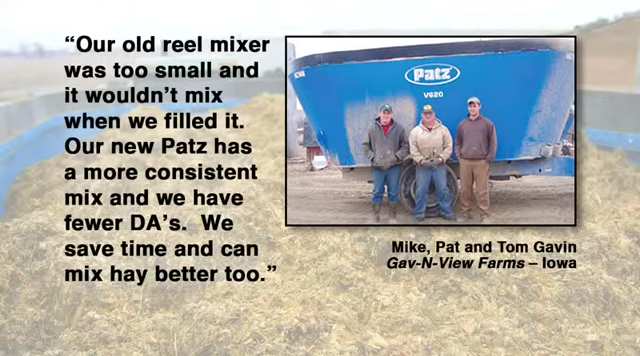 “Our old reel mixer
was too small and
it wouldn’t mix
when we filled it.
Our new Patz has
a more consistent
mix and we have
fewer DA’s.  We
save time and can
mix hay better too.”
Patz
V620
Mike, Pat and Tom Gavin
Gav-N-View Farms – Iowa